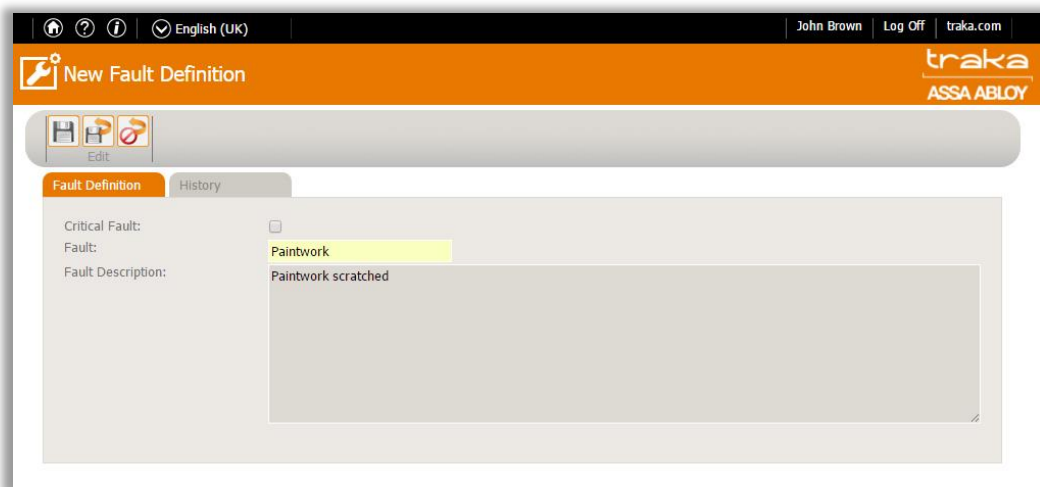 English (UK)
John Brown
Log Off
traka.com
New Fault Definition
traka
ASSA ABLOY
Edit
Fault Definition
History
Critical Fault:
Fault:
Paintwork
Fault Description:
Paintwork scratched